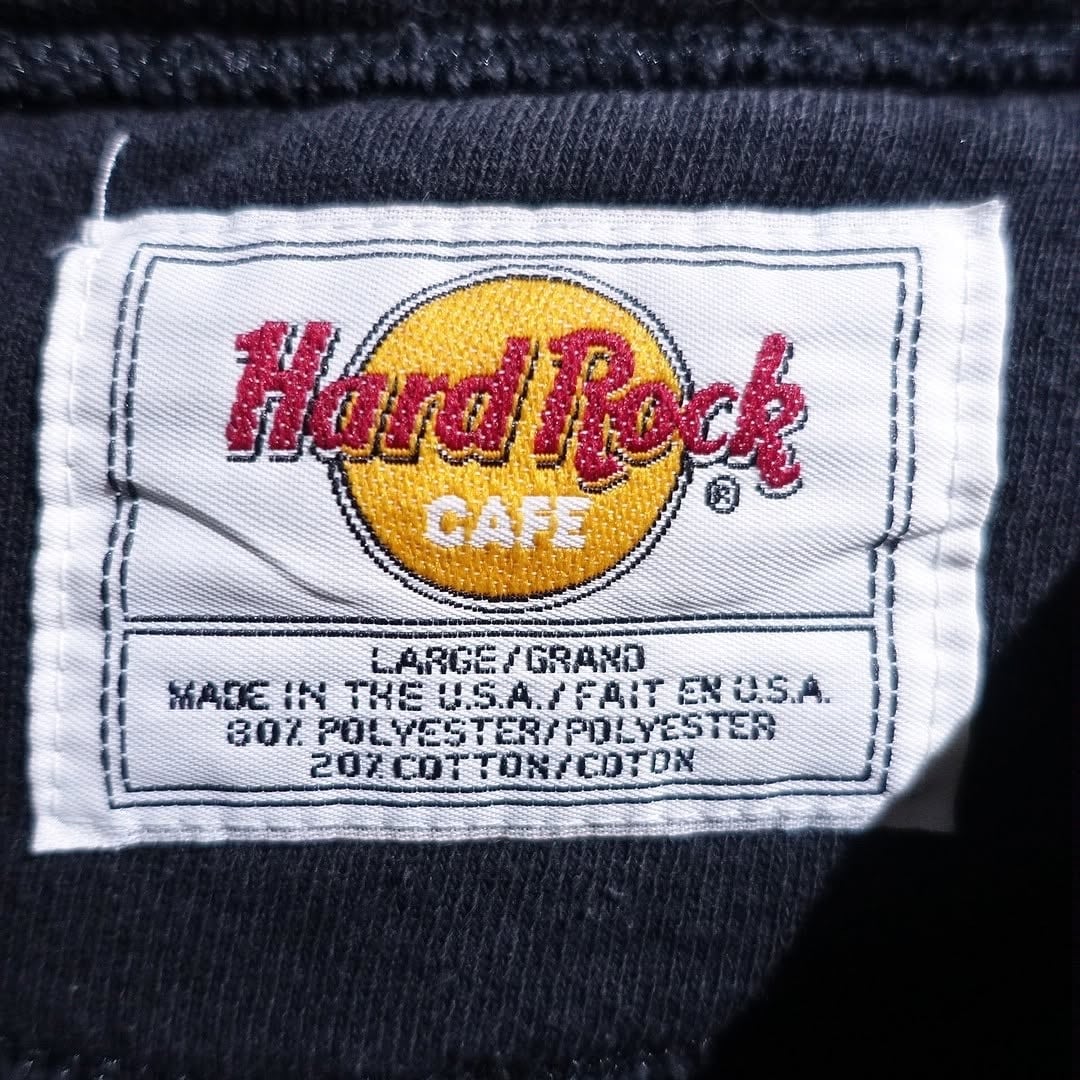 Hard Rock
CAFE
®
LARGE/GRAND
MADE IN THE U.S.A./FAIT EN U.S.A.
80% POLYESTER/POLYESTER
20% COTTON/COTON